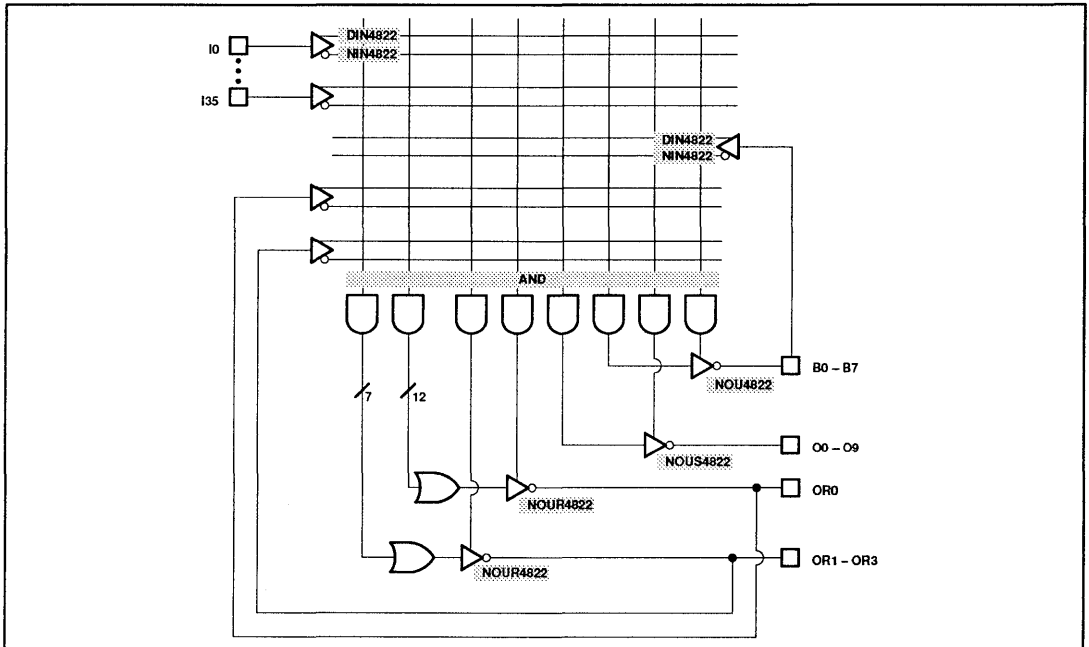 DIN4822
I0
NIN4822
I35
DIN4822
NIN4822
AND
B0 – B7
NOU4822
7
12
O0 – O9
NOUS4822
OR0
NOUR4822
OR1 – OR3
NOUR4822